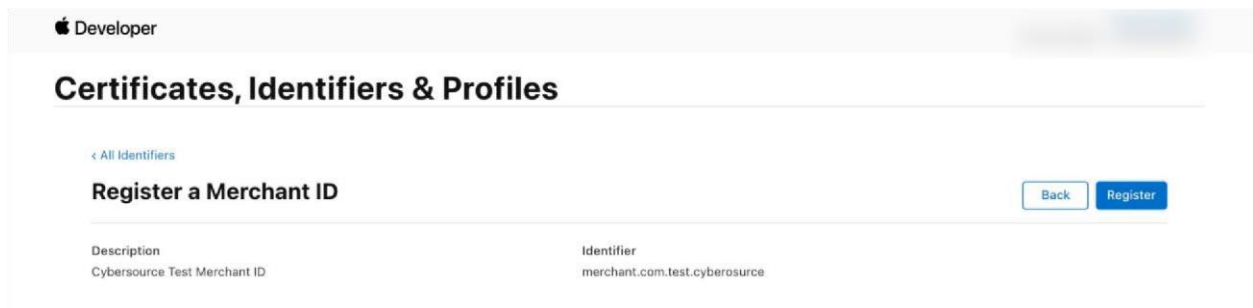 Developer
Certificates, Identifiers & Profiles
< All Identifiers
Register a Merchant ID
Back Register
Description Identifier
Cybersource Test Merchant ID merchant.com.test.cyberosurce